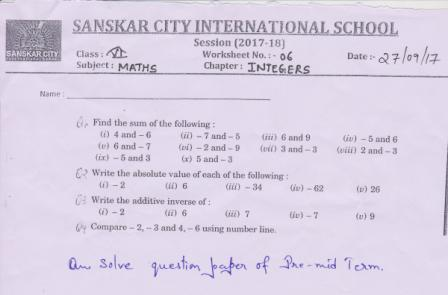 SANSKAR CITY INTERNATIONAL SCHOOL
SANSKAR CITY
Session (2017-18)
Class : VI Worksheet No. : - 06 Date :- 27/09/17
Subject : MATHS Chapter : INTEGERS
Name :
Q1 Find the sum of the following :
(i) 4 and – 6 (ii) – 7 and – 5 (iii) 6 and 9 (iv) – 5 and 6
(v) 6 and – 7 (vi) – 2 and – 9 (vii) 3 and – 3 (viii) 2 and – 3
(ix) – 5 and 3 (x) 5 and – 3
Q2 Write the absolute value of each of the following :
(i) – 2 (ii) 6 (iii) – 34 (iv) – 62 (v) 26
Q3 Write the additive inverse of :
(i) – 2 (ii) 6 (iii) 7 (iv) – 7 (v) 9
Q4 Compare – 2, – 3 and 4, – 6 using number line.
Solve question paper of Pre-mid Term.